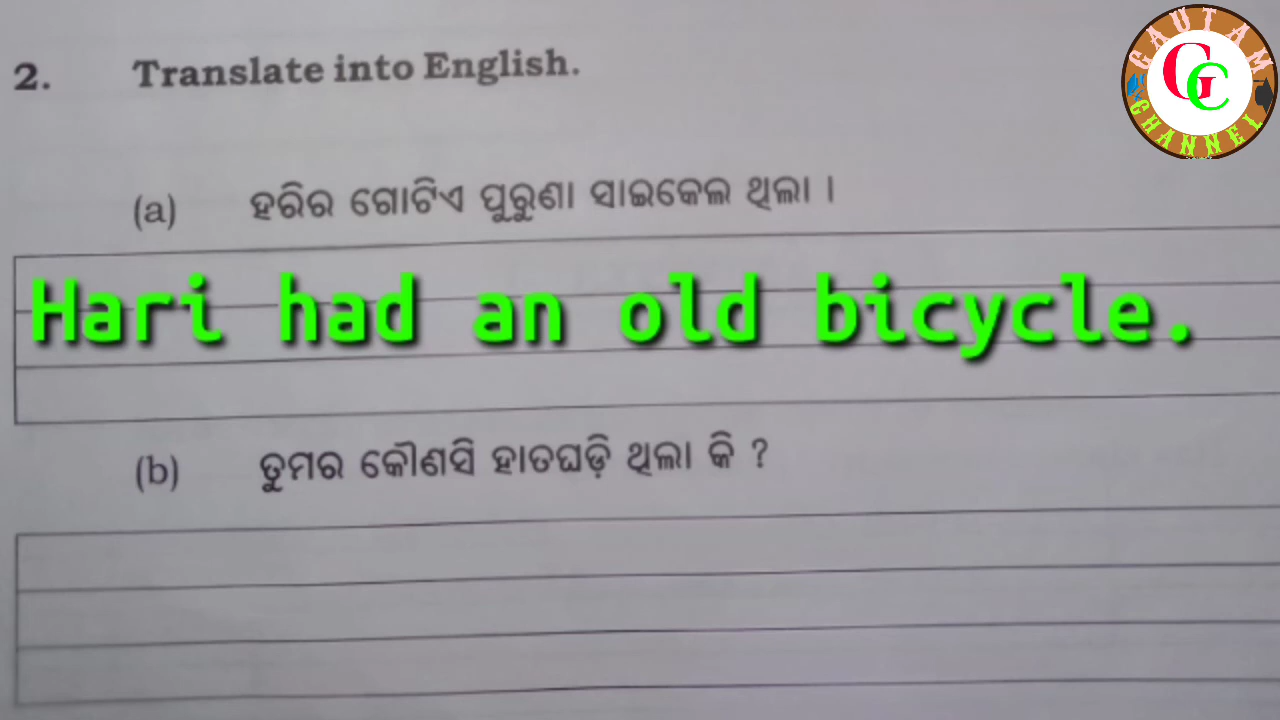 2. Translate into English.
GAUTAM
GC
CHANNEL
(a) ହରିର ଗୋଟିଏ ପୁରୁଣା ସାଇକେଲ ଥିଲା ।
Hari had an old bicycle.
(b) ତୁମର କୌଣସି ହାତଘଡ଼ି ଥିଲା କି ?